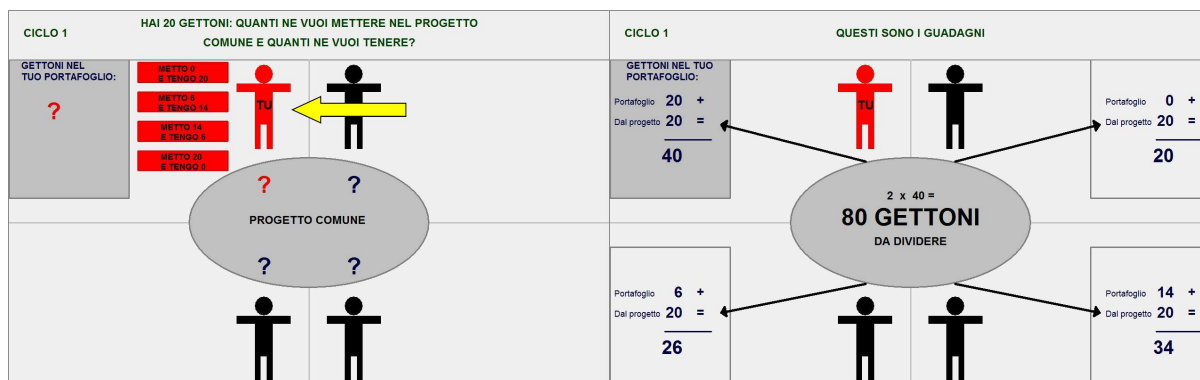 CICLO 1
HAI 20 GETTONI: QUANTI NE VUOI METTERE NEL PROGETTO
COMUNE E QUANTI NE VUOI TENERE?
GETTONI NEL
TUO PORTAFOGLIO:
?
METTO 0
E TENGO 20
METTO 6
E TENGO 14
METTO 14
E TENGO 6
METTO 20
E TENGO 0
TU
? ?
PROGETTO COMUNE
? ?
CICLO 1
QUESTI SONO I GUADAGNI
GETTONI NEL TUO
PORTAFOGLIO:
Portafoglio 20 +
Dal progetto 20 =
40
TU
Portafoglio 0 +
Dal progetto 20 =
20
2 x 40 =
80 GETTONI
DA DIVIDERE
Portafoglio 6 +
Dal progetto 20 =
26
Portafoglio 14 +
Dal progetto 20 =
34